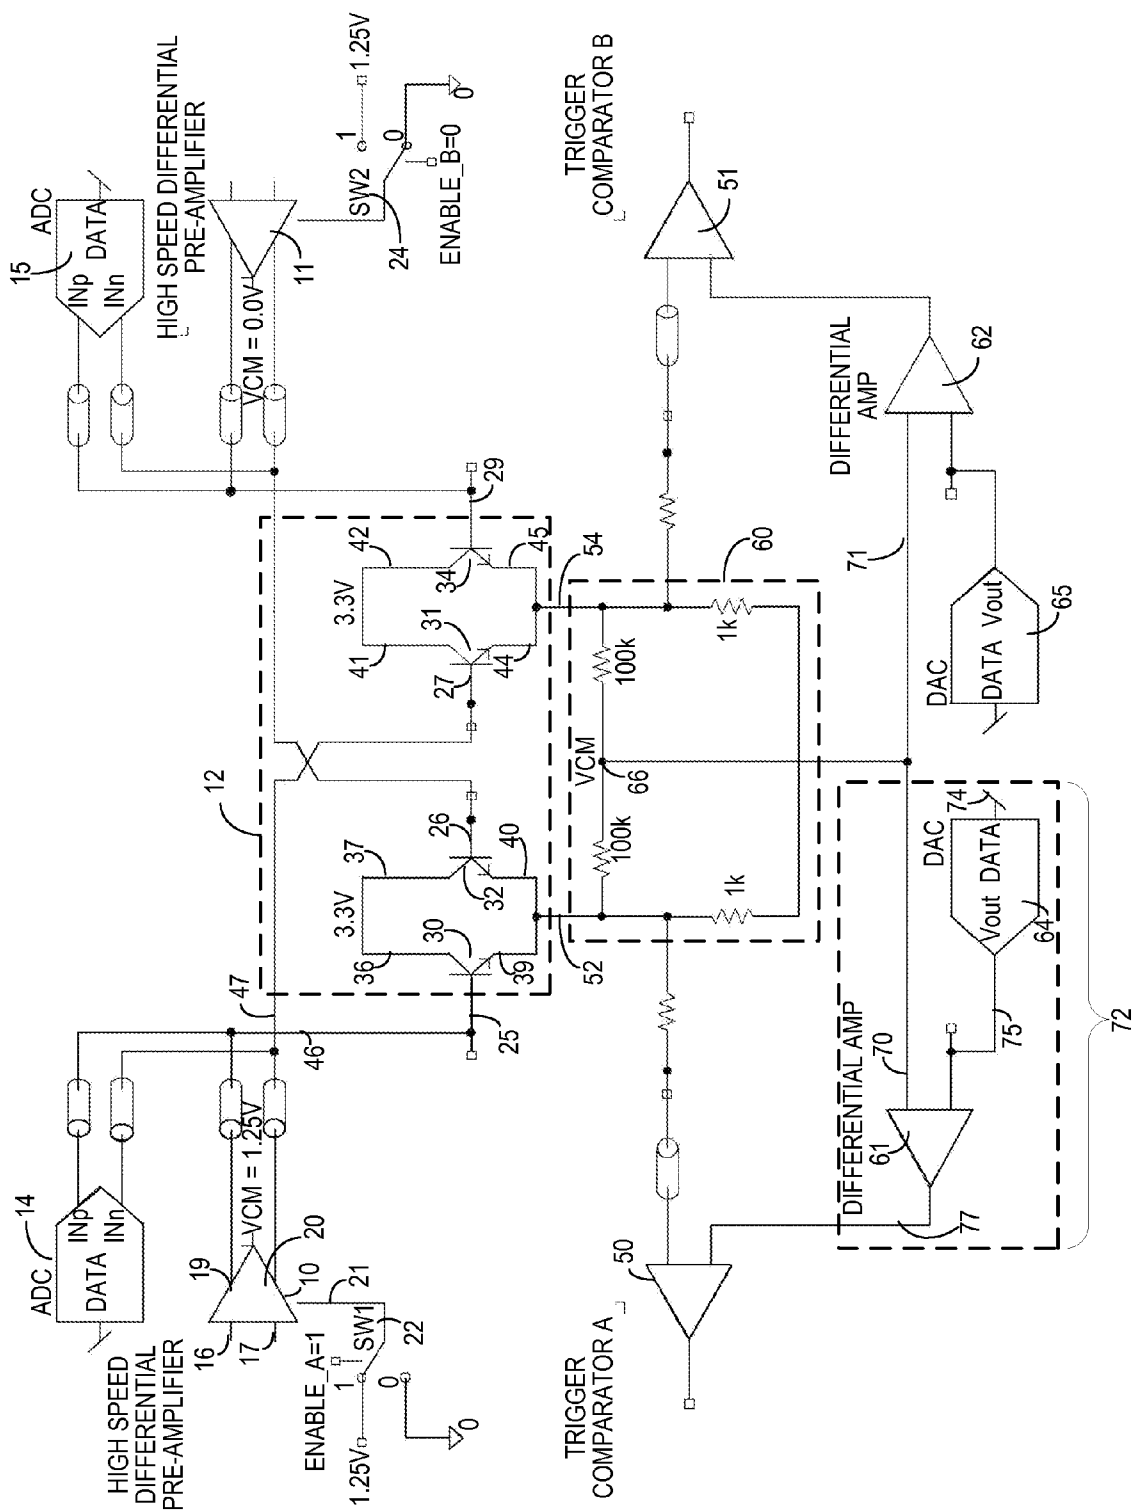 HIGH SPEED
DIFFERENTIAL
PRE-AMPLIFIER
ADC
14
INp
DATA
INn
16
17
19
20
10
VCM = 1.25V
21
ENABLE_A=1
SW1
22
1
0
1.25V
0
47
46
25
12
3.3V
36
37
30
32
39
40
26
52
3.3V
41
42
31
34
44
45
27
29
54
ADC
15
INp
DATA
INn
HIGH SPEED DIFFERENTIAL
PRE-AMPLIFIER
11
VCM = 0.0V
SW2
24
1
0
1.25V
0
ENABLE_B=0
TRIGGER
COMPARATOR A
50
TRIGGER
COMPARATOR B
51
VCM
66
100k
100k
1k
1k
60
DIFFERENTIAL AMP
61
70
77
75
DAC
Vout DATA
64
74
72
71
DIFFERENTIAL
AMP
62
DAC
DATA Vout
65